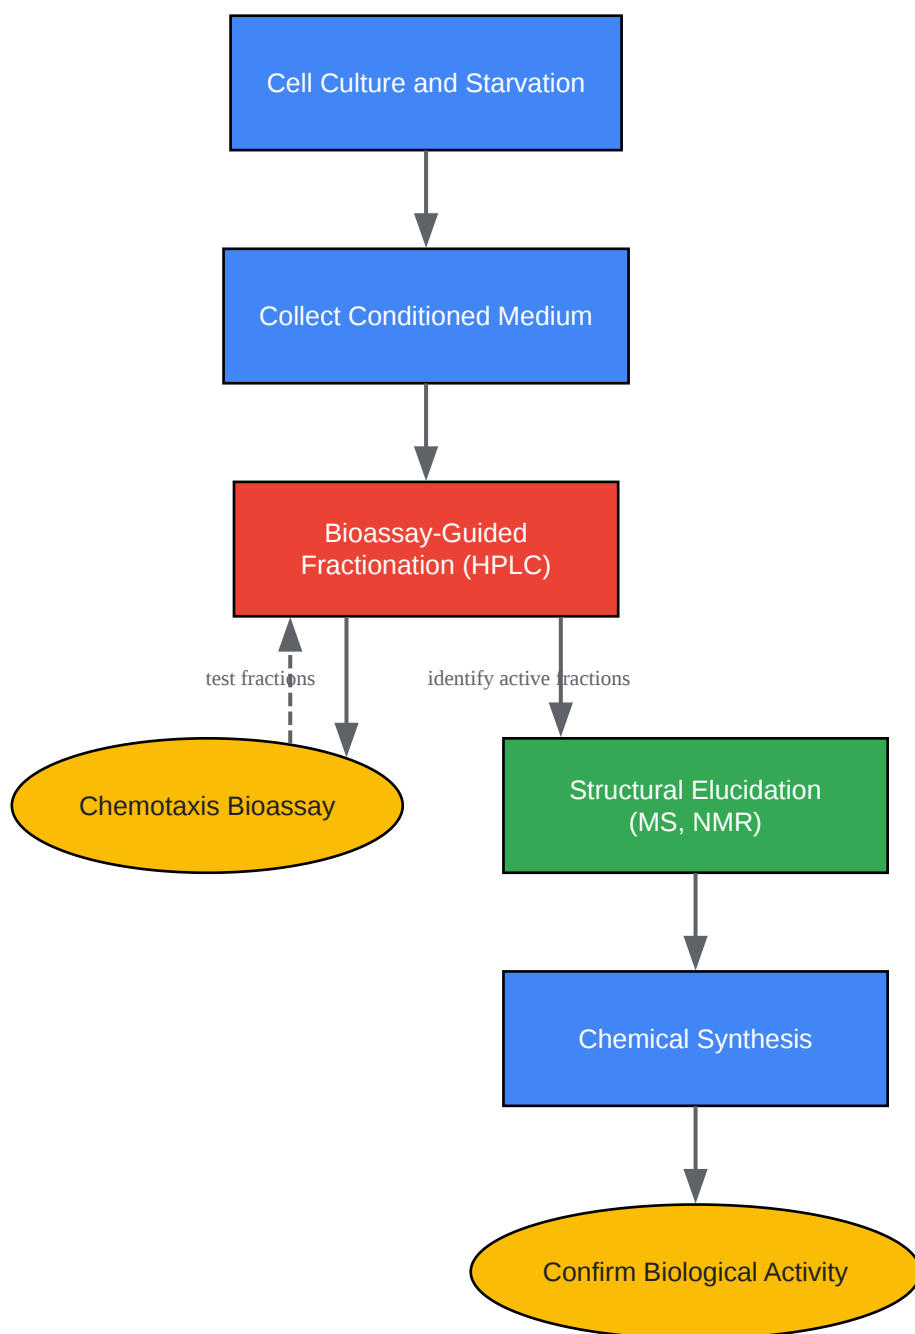 Cell Culture and Starvation
Collect Conditioned Medium
Bioassay-Guided
Fractionation (HPLC)
test fractions
identify active fractions
Chemotaxis Bioassay
Structural Elucidation
(MS, NMR)
Chemical Synthesis
Confirm Biological Activity